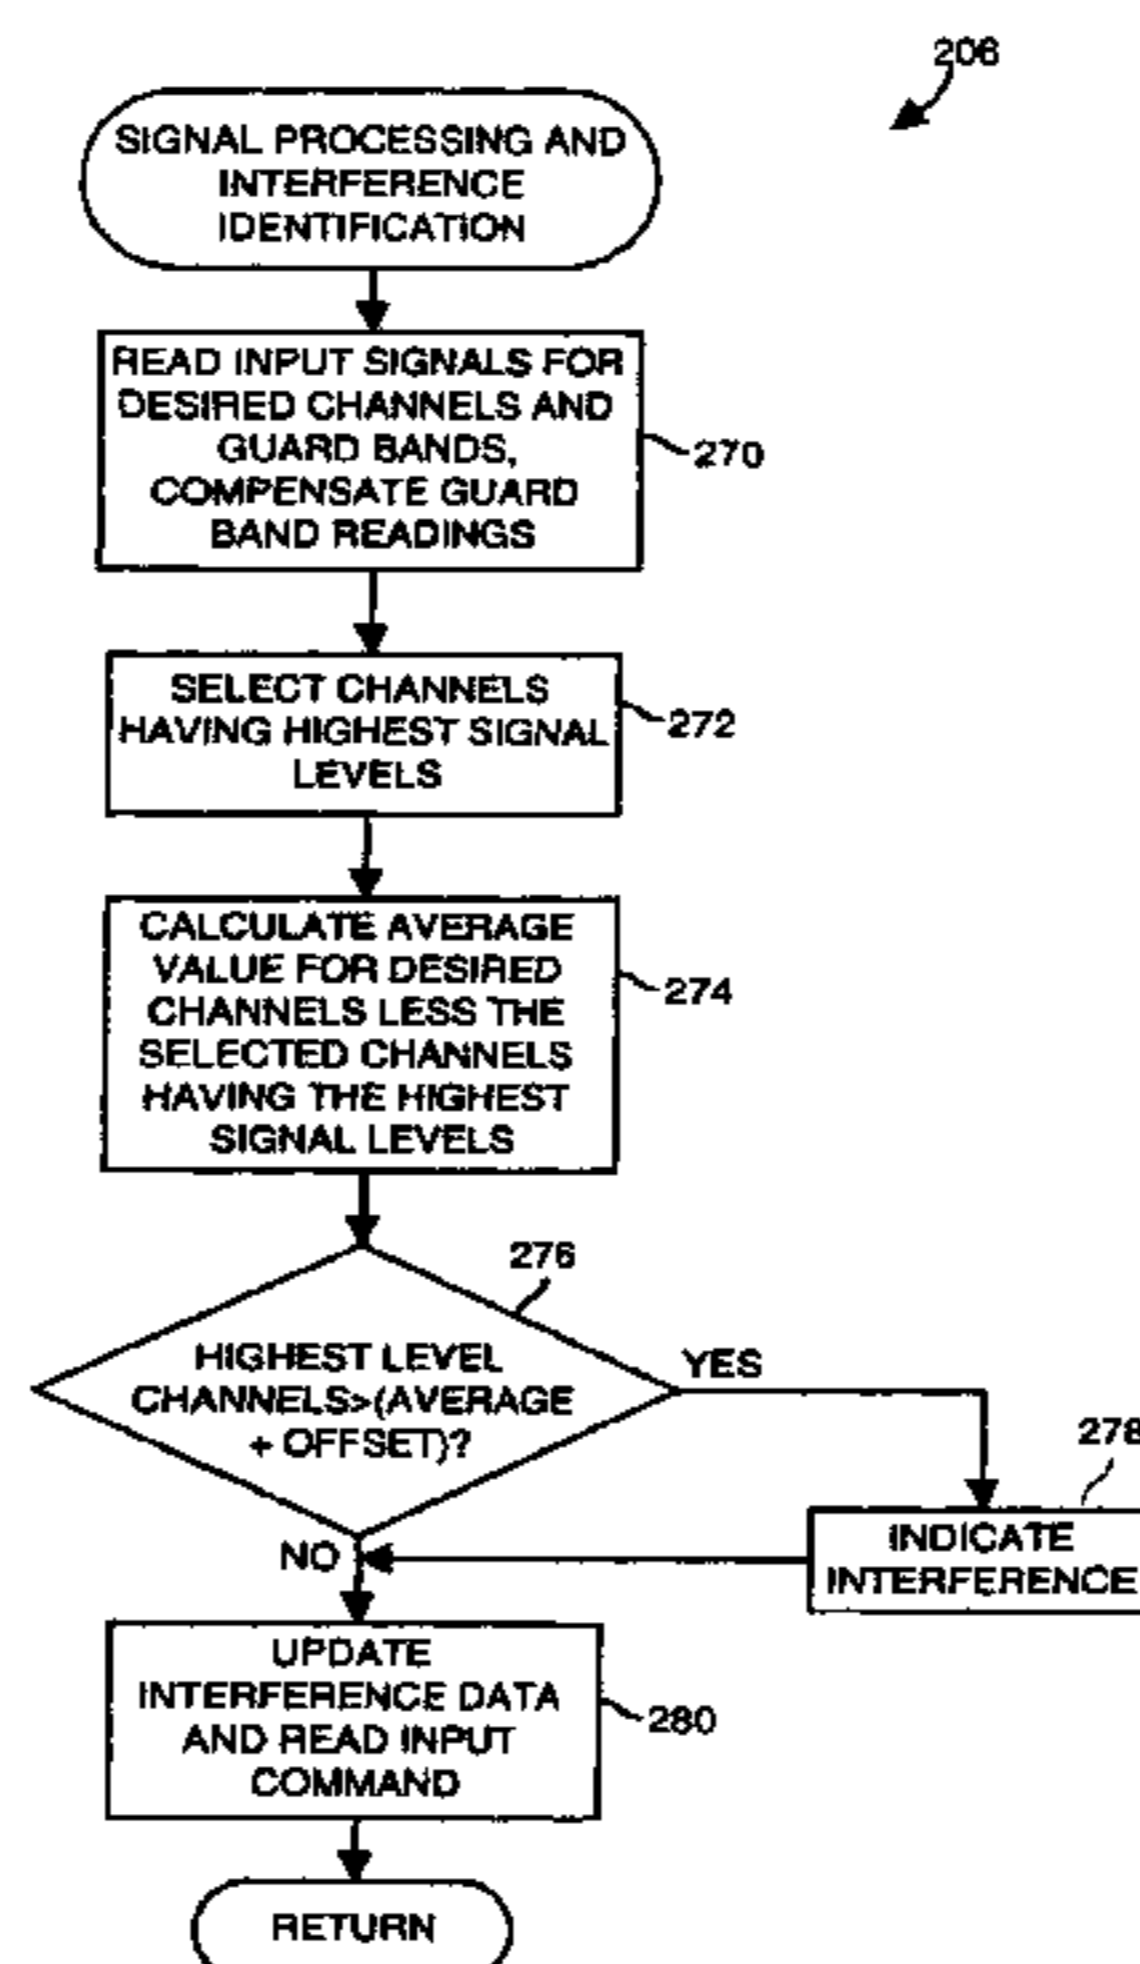 206
SIGNAL PROCESSING AND
INTERFERENCE
IDENTIFICATION
READ INPUT SIGNALS FOR
DESIRED CHANNELS AND
GUARD BANDS,
COMPENSATE GUARD
BAND READINGS
270
SELECT CHANNELS
HAVING HIGHEST SIGNAL
LEVELS
272
CALCULATE AVERAGE
VALUE FOR DESIRED
CHANNELS LESS THE
SELECTED CHANNELS
HAVING THE HIGHEST
SIGNAL LEVELS
274
276
HIGHEST LEVEL
CHANNELS>(AVERAGE
+ OFFSET)?
YES
278
INDICATE
INTERFERENCE
NO
UPDATE
INTERFERENCE DATA
AND READ INPUT
COMMAND
280
RETURN